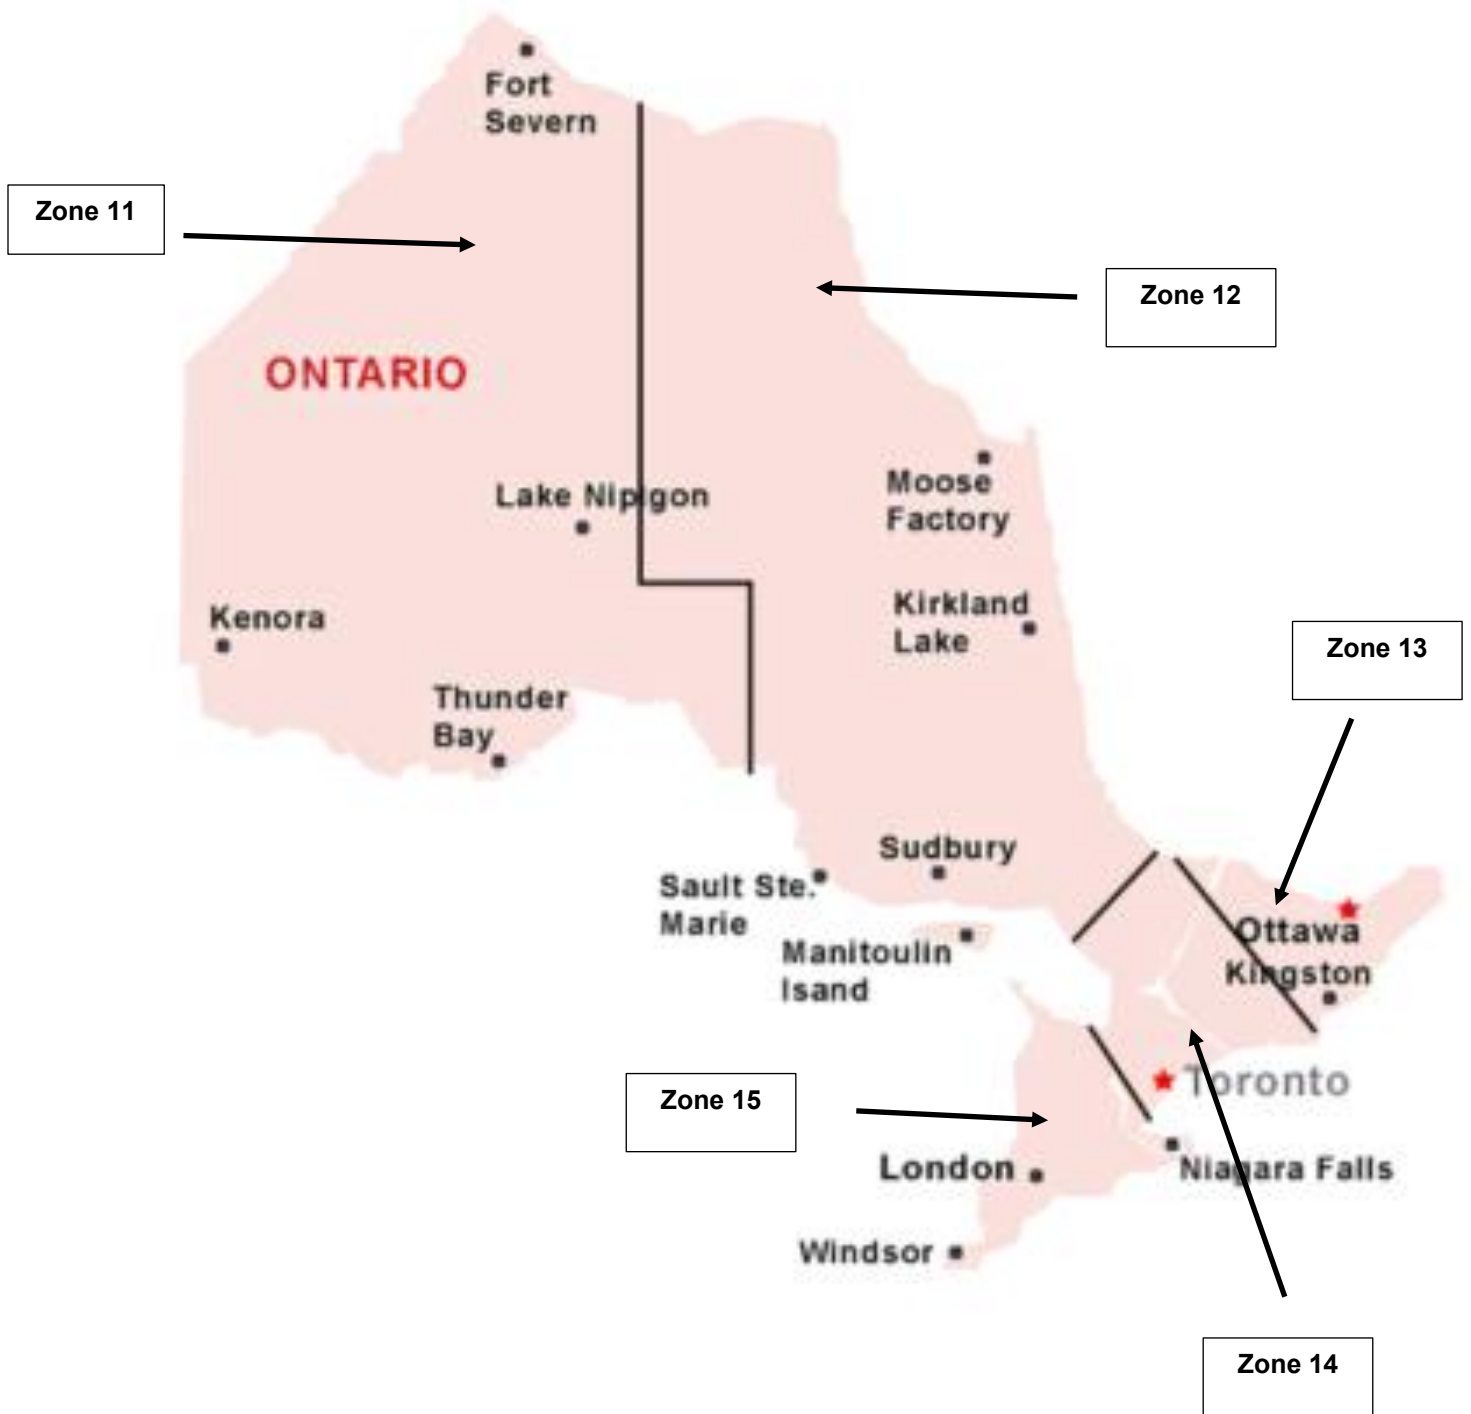 Fort
Severn
Zone 11
Zone 12
ONTARIO
Lake Nipigon
Moose
Factory
Kenora
Kirkland
Lake
Zone 13
Thunder
Bay
Sudbury
Sault Ste.
Marie
Ottawa
Manitoulin
Isand
Kingston
Zone 15
Toronto
London
Niagara Falls
Windsor
Zone 14